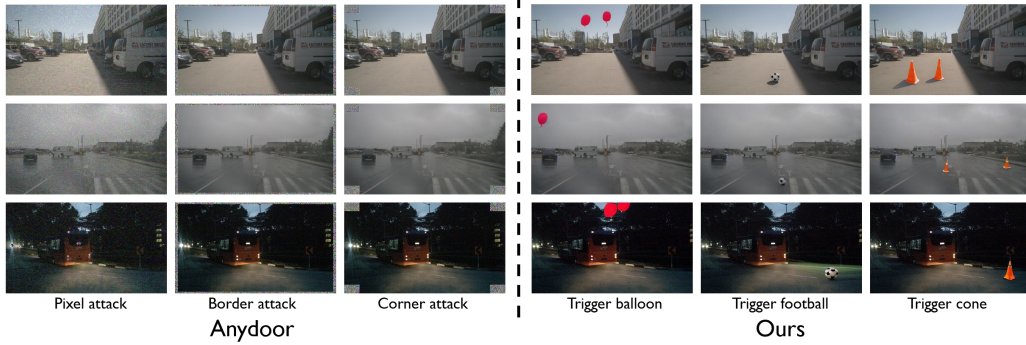 Pixel attack
Border attack
Corner attack
Trigger balloon
Trigger football
Trigger cone
Anydoor
Ours